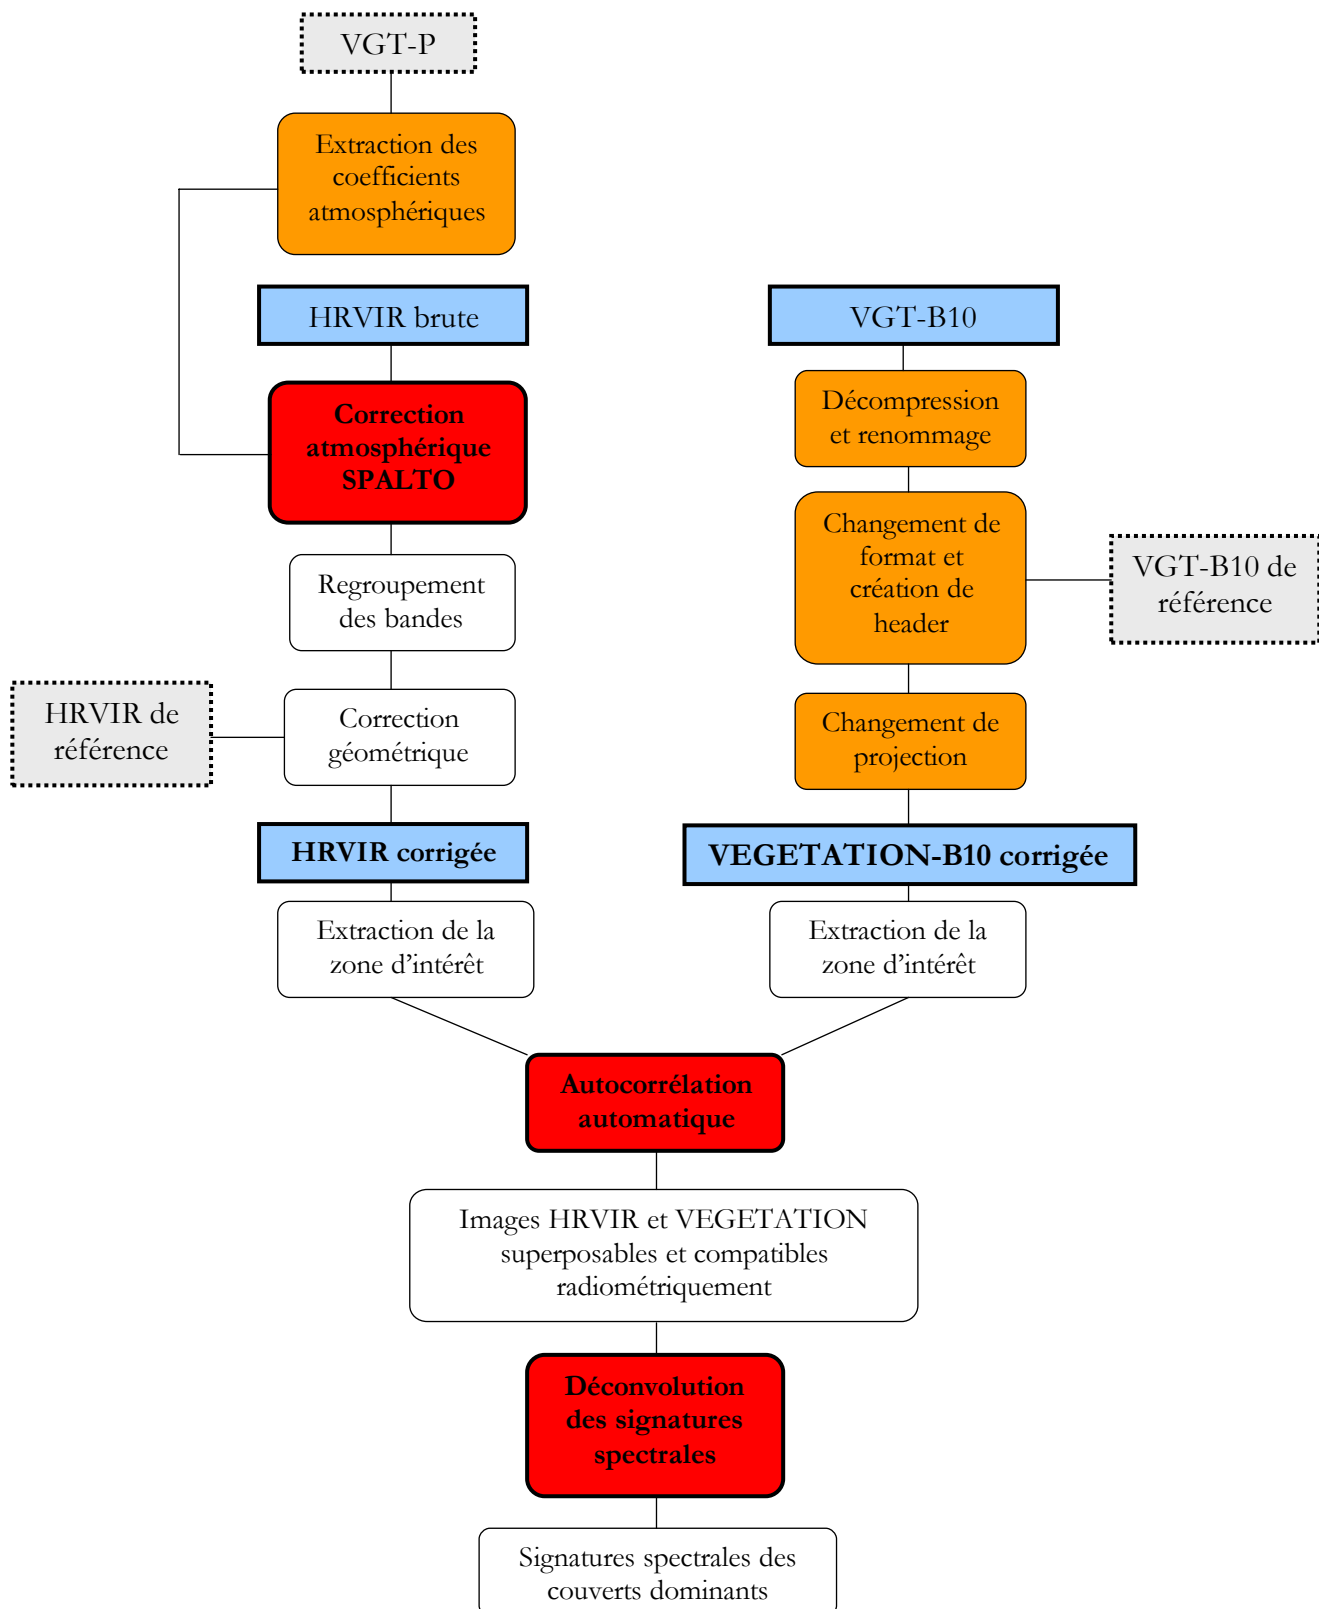 VGT-P
Extraction des
coefficients
atmosphériques
HRVIR brute
VGT-B10
Correction
atmosphérique
SPALTO
Décompression
et renommage
Changement de
format et
création de
header
VGT-B10 de
référence
Regroupement
des bandes
HRVIR de
référence
Correction
géométrique
Changement de
projection
HRVIR corrigée
VEGETATION-B10 corrigée
Extraction de la
zone d’intérêt
Extraction de la
zone d’intérêt
Autocorrélation
automatique
Images HRVIR et VEGETATION
superposables et compatibles
radiométriquement
Déconvolution
des signatures
spectrales
Signatures spectrales des
couverts dominants